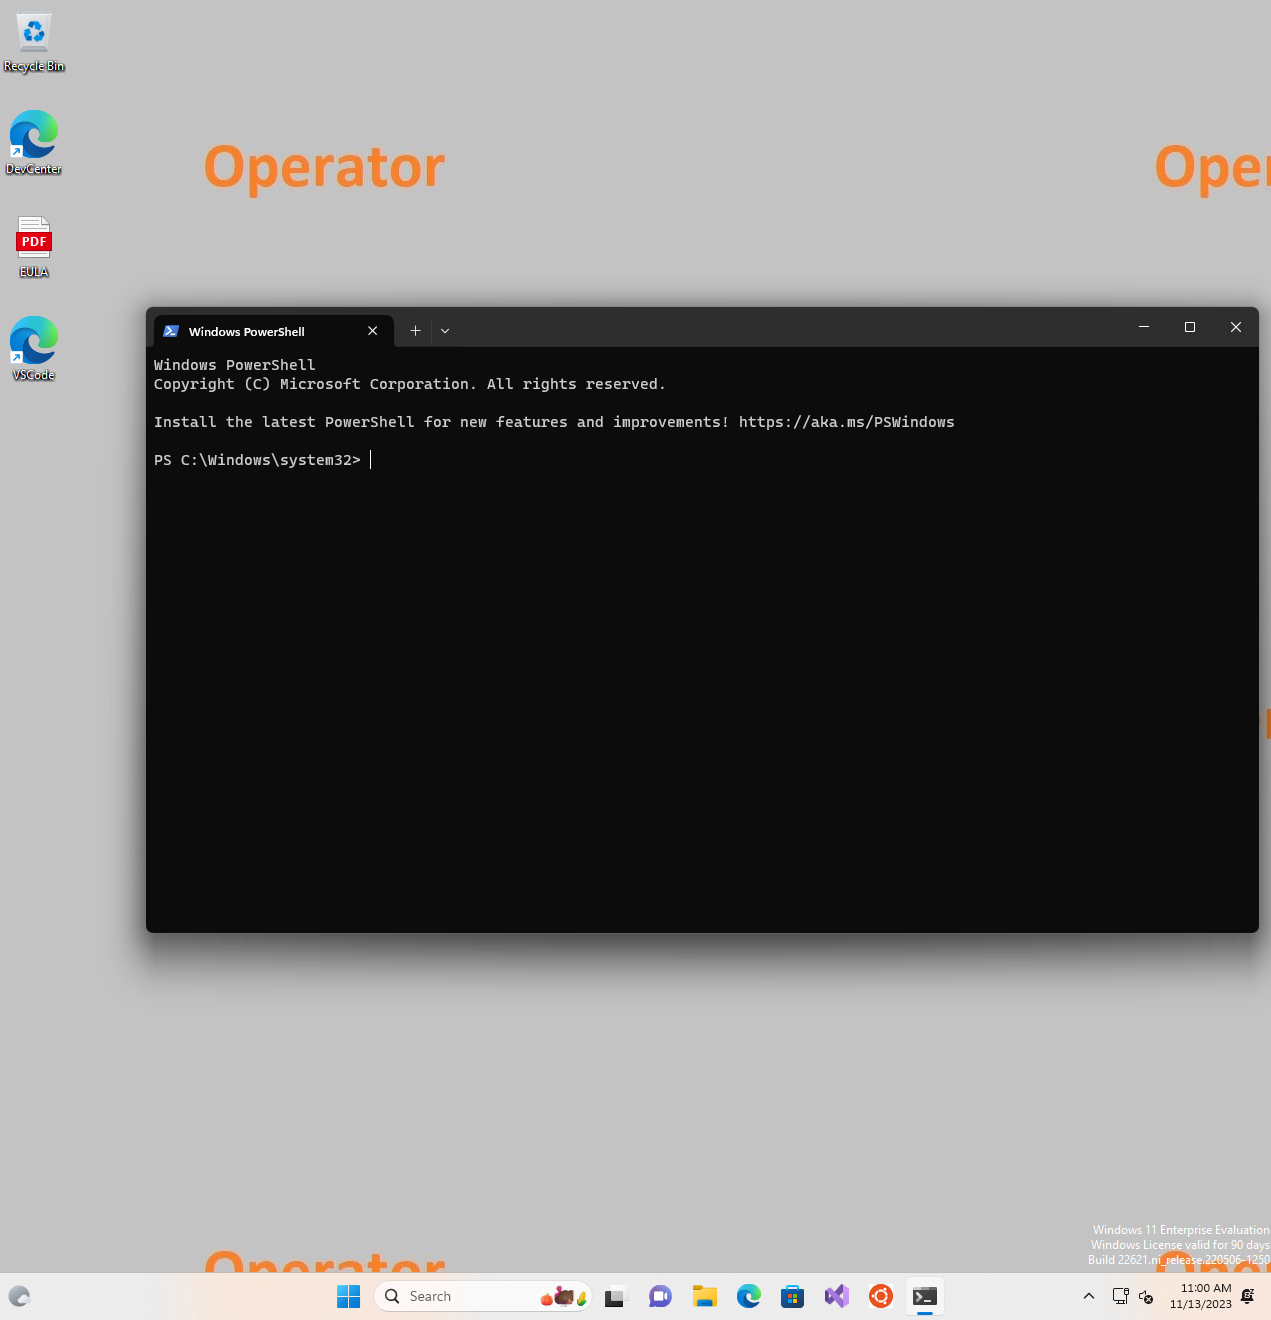 Recycle Bin
DevCenter
EULA
VSCode
PDF
Operator
Oper
Windows PowerShell
Windows PowerShell
Copyright (C) Microsoft Corporation. All rights reserved.
Install the latest PowerShell for new features and improvements! https://aka.ms/PSWindows
PS C:\Windows\system32>
Operator
Windows 11 Enterprise Evaluation
Windows License valid for 90 days
Build 22621.ni_release.220506-1250
Search
11:00 AM
11/13/2023